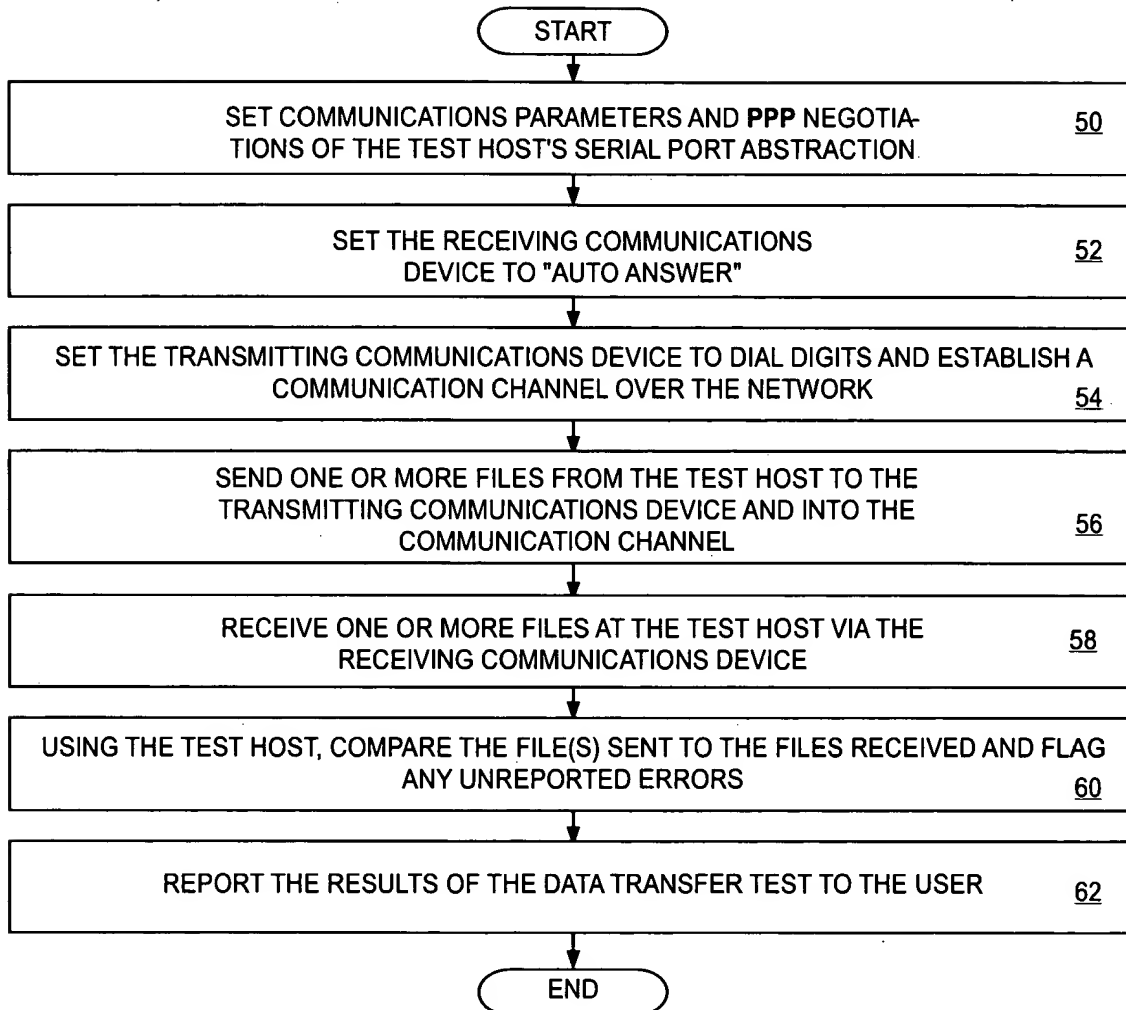 START
SET COMMUNICATIONS PARAMETERS AND PPP NEGOTIA-
TIONS OF THE TEST HOST'S SERIAL PORT ABSTRACTION
50
SET THE RECEIVING COMMUNICATIONS
DEVICE TO "AUTO ANSWER"
52
SET THE TRANSMITTING COMMUNICATIONS DEVICE TO DIAL DIGITS AND ESTABLISH A
COMMUNICATION CHANNEL OVER THE NETWORK
54
SEND ONE OR MORE FILES FROM THE TEST HOST TO THE
TRANSMITTING COMMUNICATIONS DEVICE AND INTO THE
COMMUNICATION CHANNEL
56
RECEIVE ONE OR MORE FILES AT THE TEST HOST VIA THE
RECEIVING COMMUNICATIONS DEVICE
58
USING THE TEST HOST, COMPARE THE FILE(S) SENT TO THE FILES RECEIVED AND FLAG
ANY UNREPORTED ERRORS
60
REPORT THE RESULTS OF THE DATA TRANSFER TEST TO THE USER
62
END